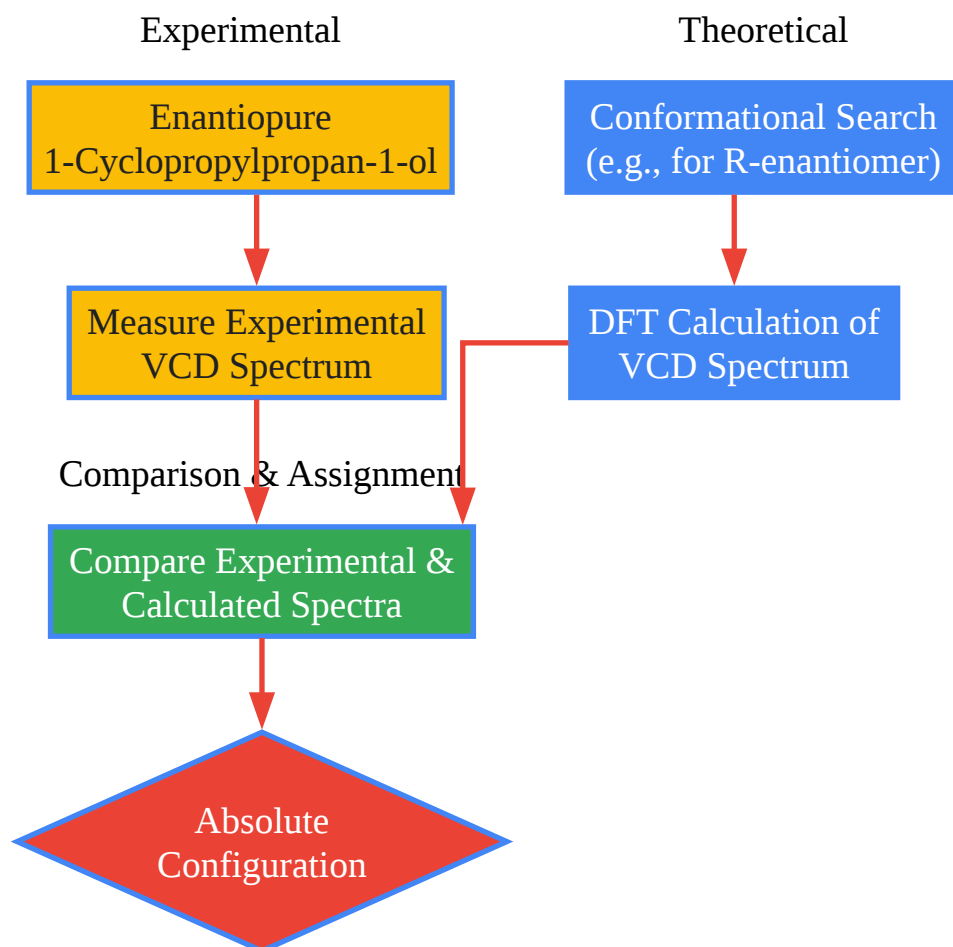 Experimental
Theoretical
Enantiopure
1-Cyclopropylpropan-1-ol
Conformational Search
(e.g., for R-enantiomer)
Measure Experimental
VCD Spectrum
DFT Calculation of
VCD Spectrum
Comparison & Assignment
Compare Experimental &
Calculated Spectra
Absolute
Configuration